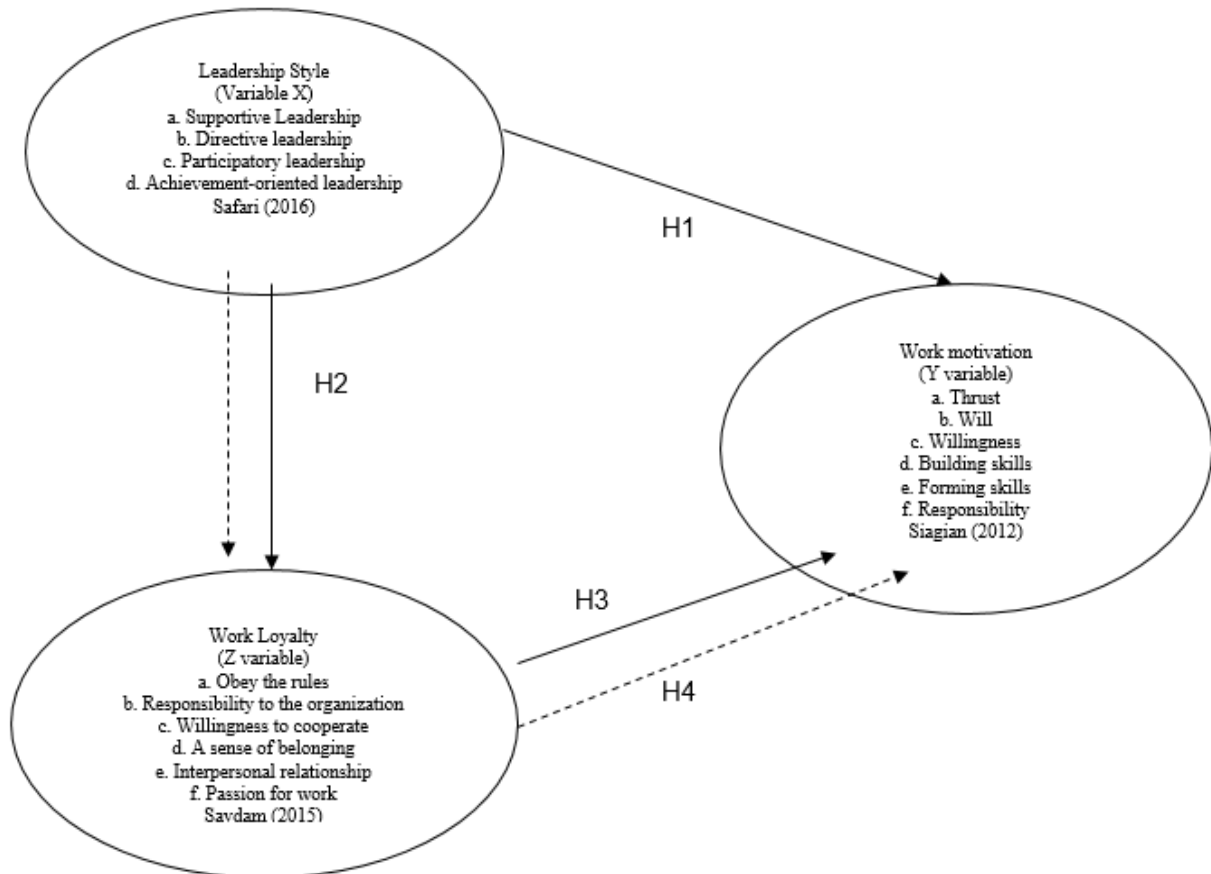 Leadership Style
(Variable X)
a. Supportive Leadership
b. Directive leadership
c. Participatory leadership
d. Achievement-oriented leadership
Safari (2016)
H1
H2
Work motivation
(Y variable)
a. Thrust
b. Will
c. Willingness
d. Building skills
e. Forming skills
f. Responsibility
Siagian (2012)
H3
H4
Work Loyalty
(Z variable)
a. Obey the rules
b. Responsibility to the organization
c. Willingness to cooperate
d. A sense of belonging
e. Interpersonal relationship
f. Passion for work
Saydam (2015)